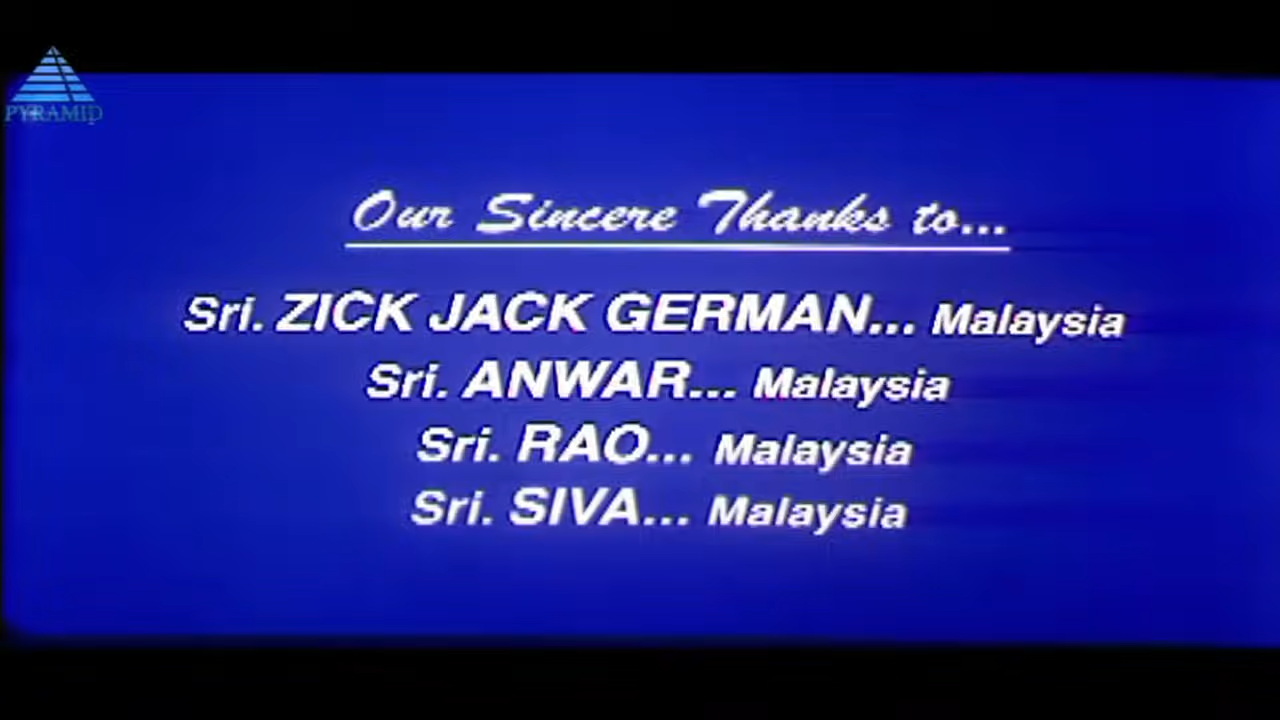 PYRAMID
Our Sincere Thanks to...
Sri. ZICK JACK GERMAN... Malaysia
Sri. ANWAR... Malaysia
Sri. RAO... Malaysia
Sri. SIVA... Malaysia